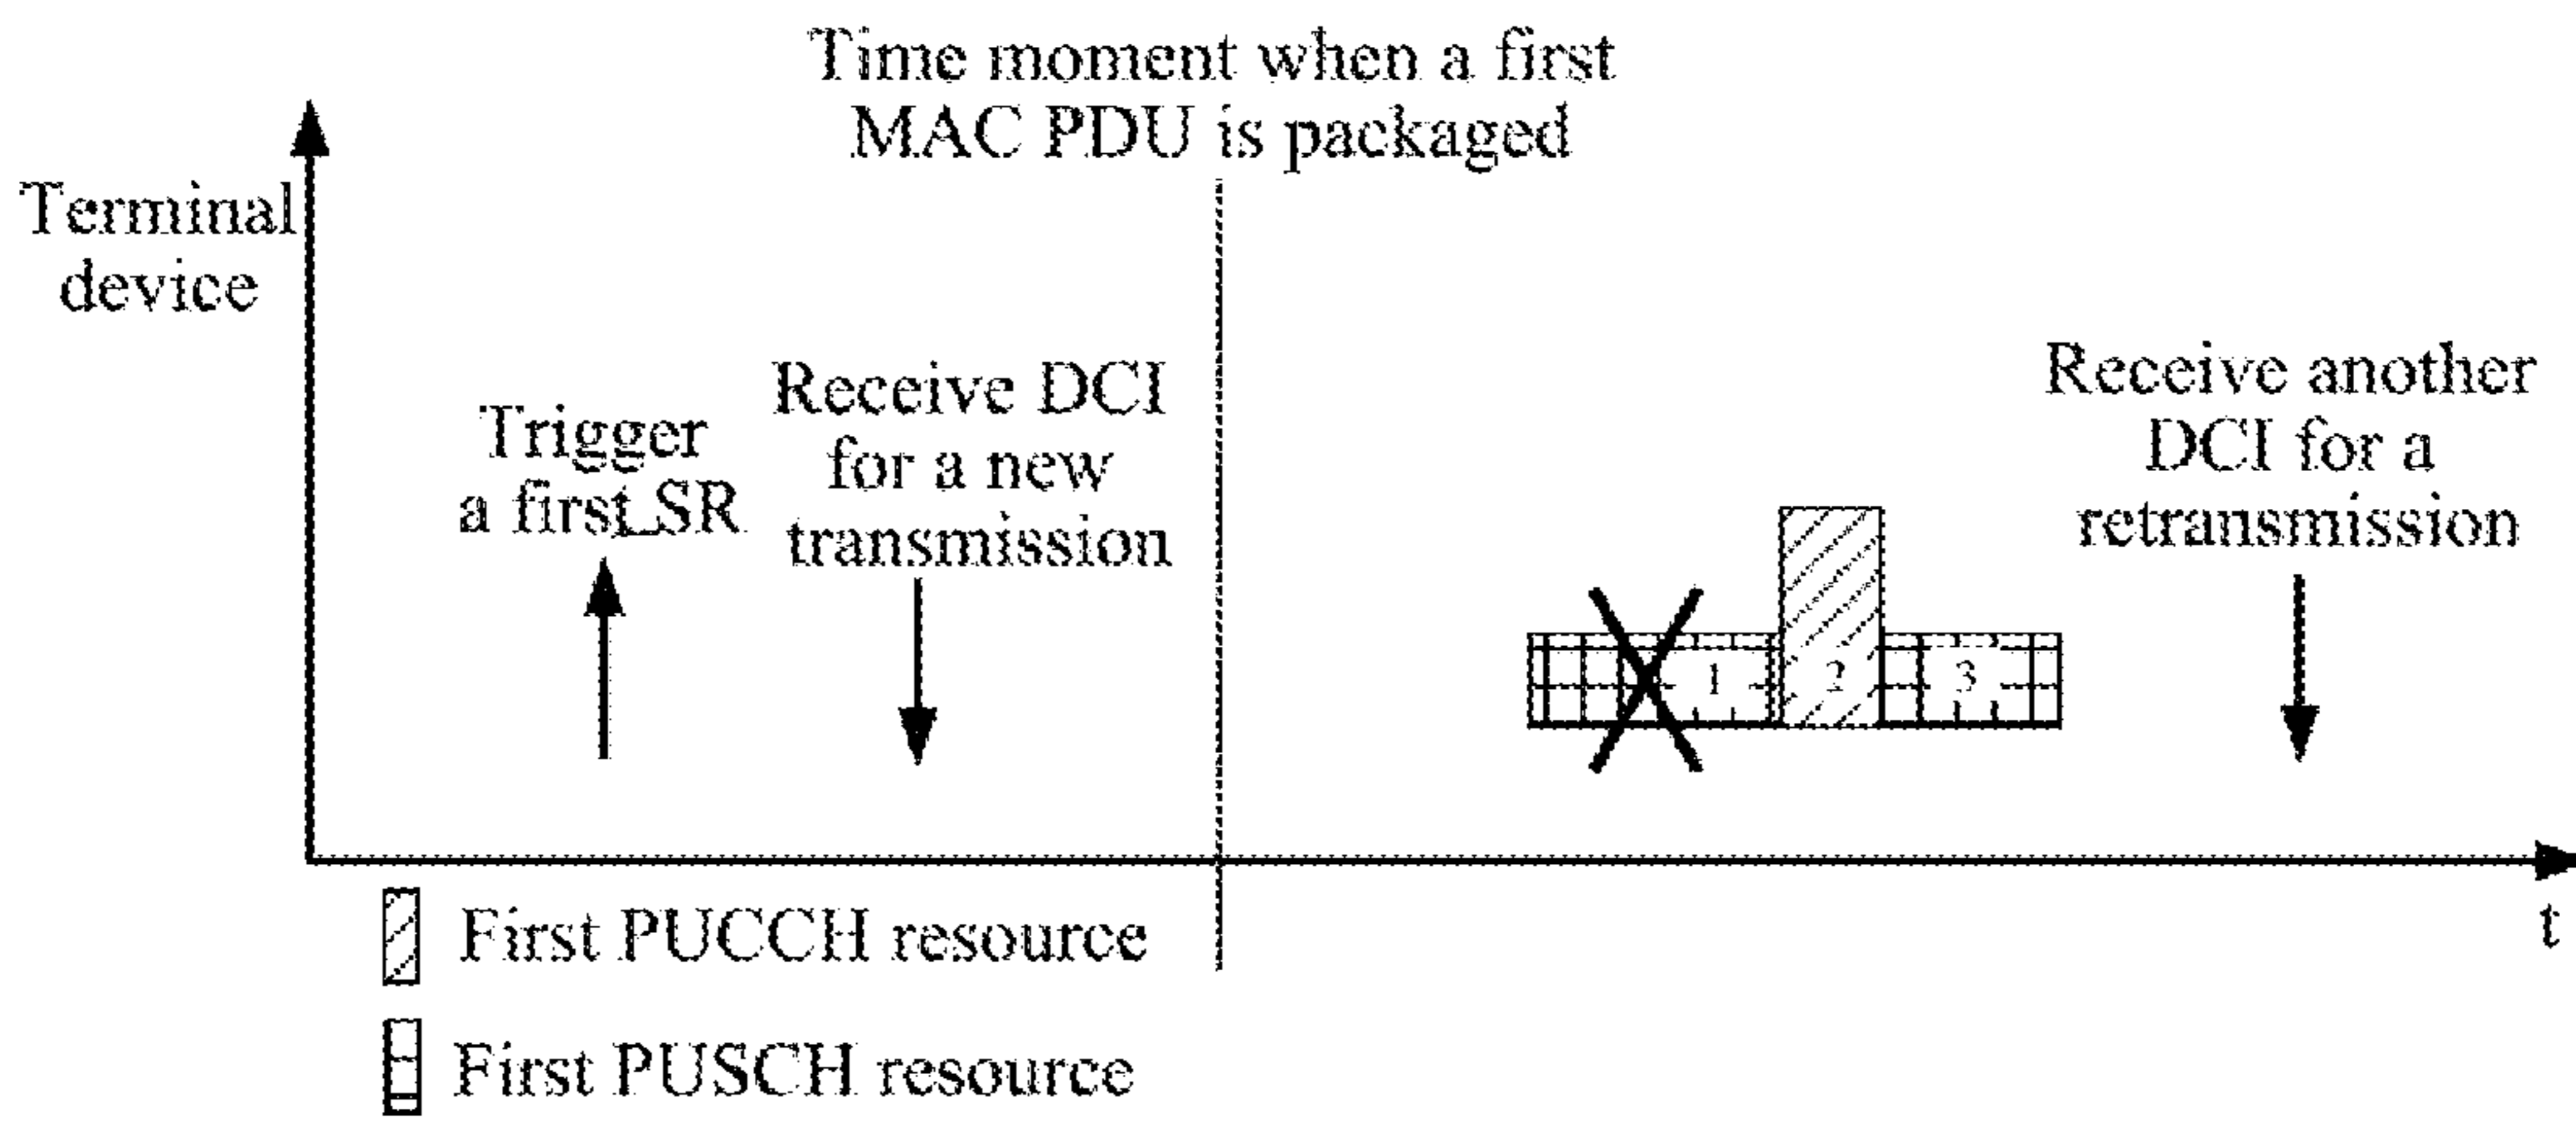 Time moment when a first
MAC PDU is packaged
Terminal
device
Trigger
a first SR
Receive DCI
for a new
transmission
Receive another
DCI for a
retransmission
1
2
3
t
First PUCCH resource
First PUSCH resource